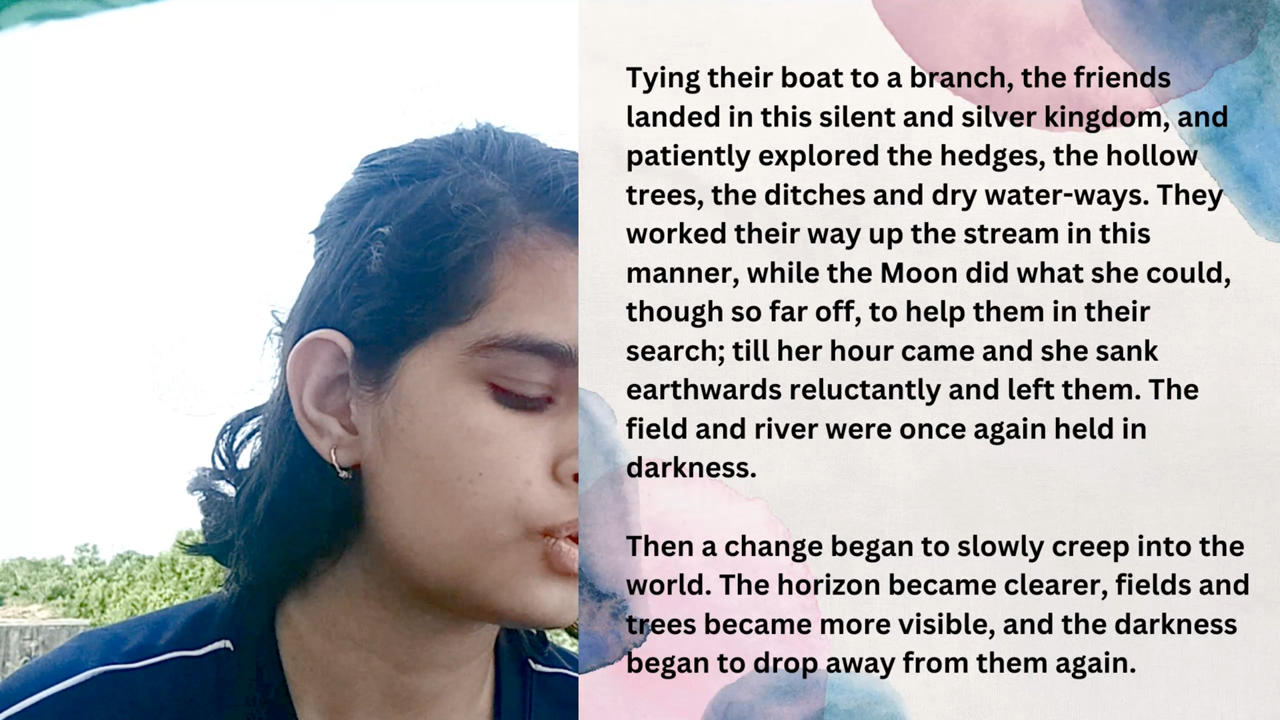 Tying their boat to a branch, the friends
landed in this silent and silver kingdom, and
patiently explored the hedges, the hollow
trees, the ditches and dry water-ways. They
worked their way up the stream in this
manner, while the Moon did what she could,
though so far off, to help them in their
search; till her hour came and she sank
earthwards reluctantly and left them. The
field and river were once again held in
darkness.
Then a change began to slowly creep into the
world. The horizon became clearer, fields and
trees became more visible, and the darkness
began to drop away from them again.